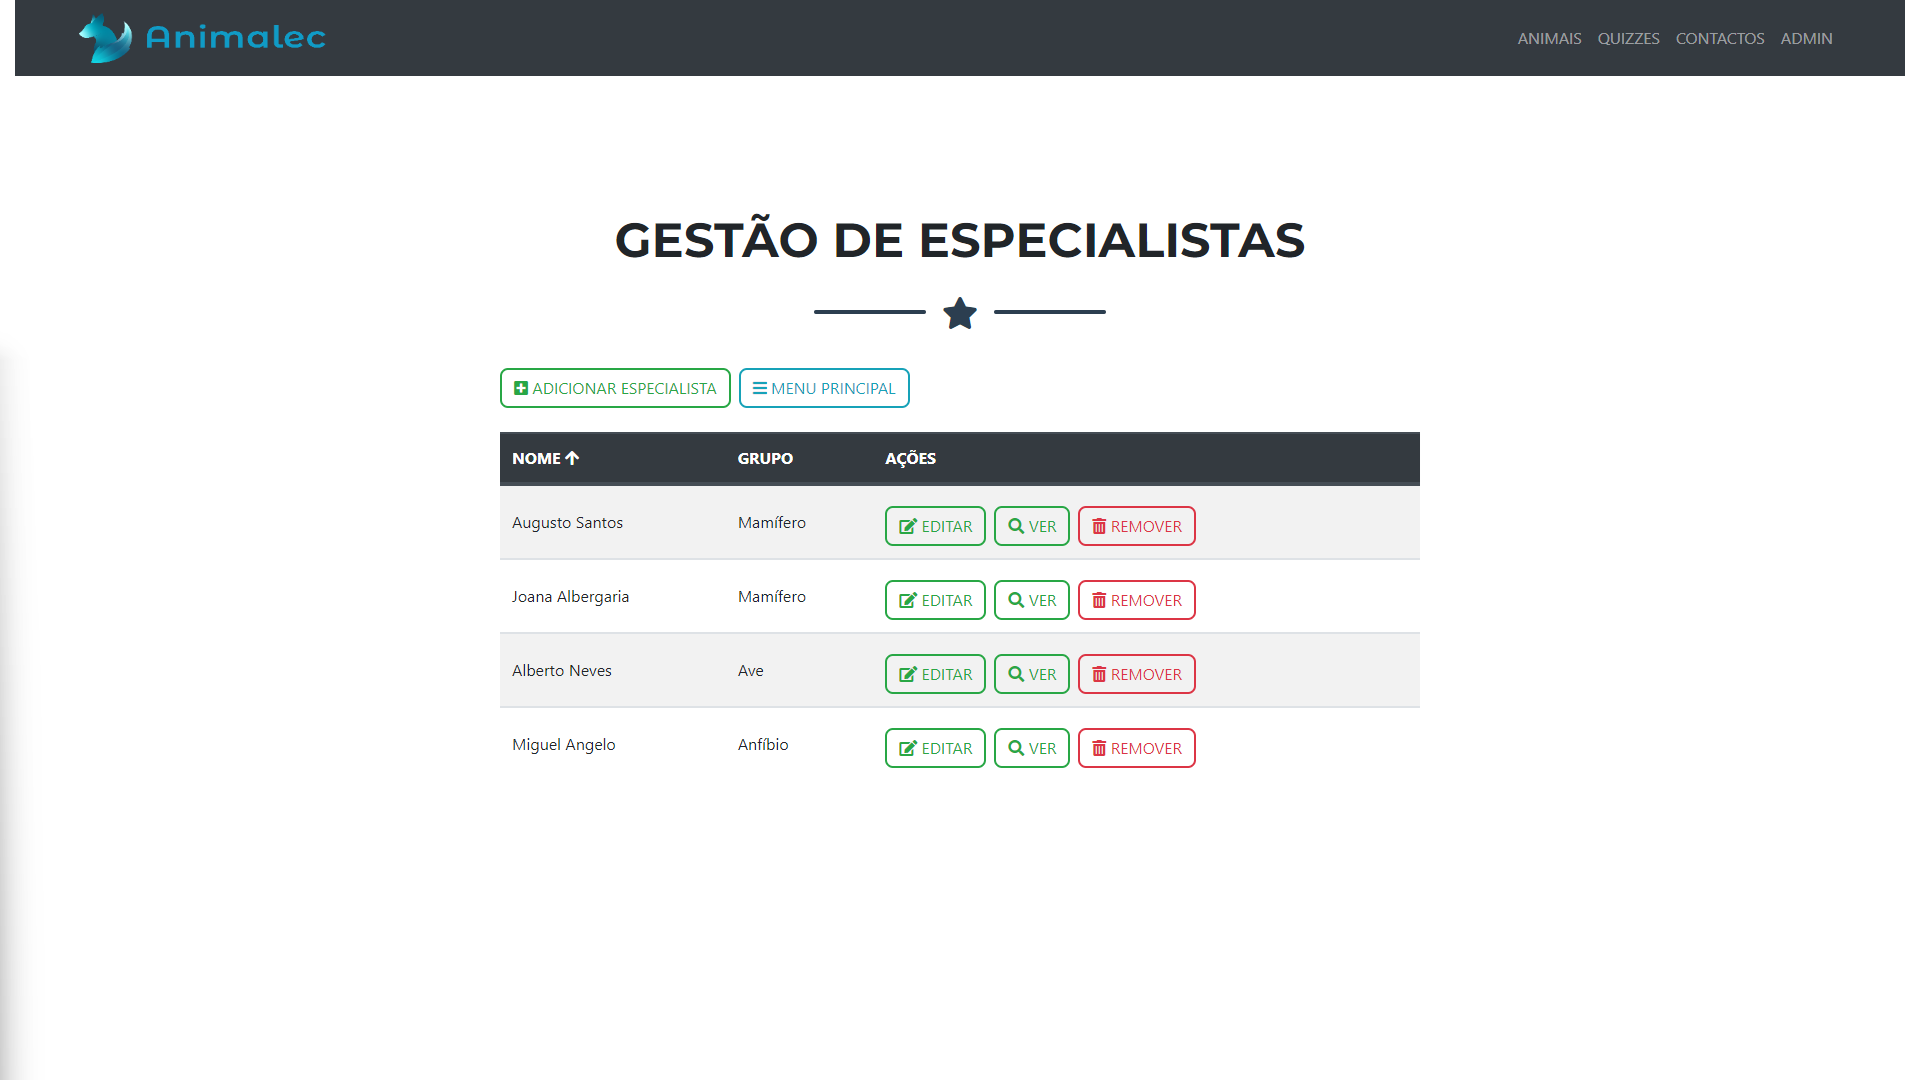 Animalec
ANIMAIS QUIZZES CONTACTOS ADMIN
GESTÃO DE ESPECIALISTAS
ADICIONAR ESPECIALISTA MENU PRINCIPAL
NOME GRUPO AÇÕES
Augusto Santos Mamífero EDITAR VER REMOVER
Joana Albergaria Mamífero EDITAR VER REMOVER
Alberto Neves Ave EDITAR VER REMOVER
Miguel Angelo Anfíbio EDITAR VER REMOVER